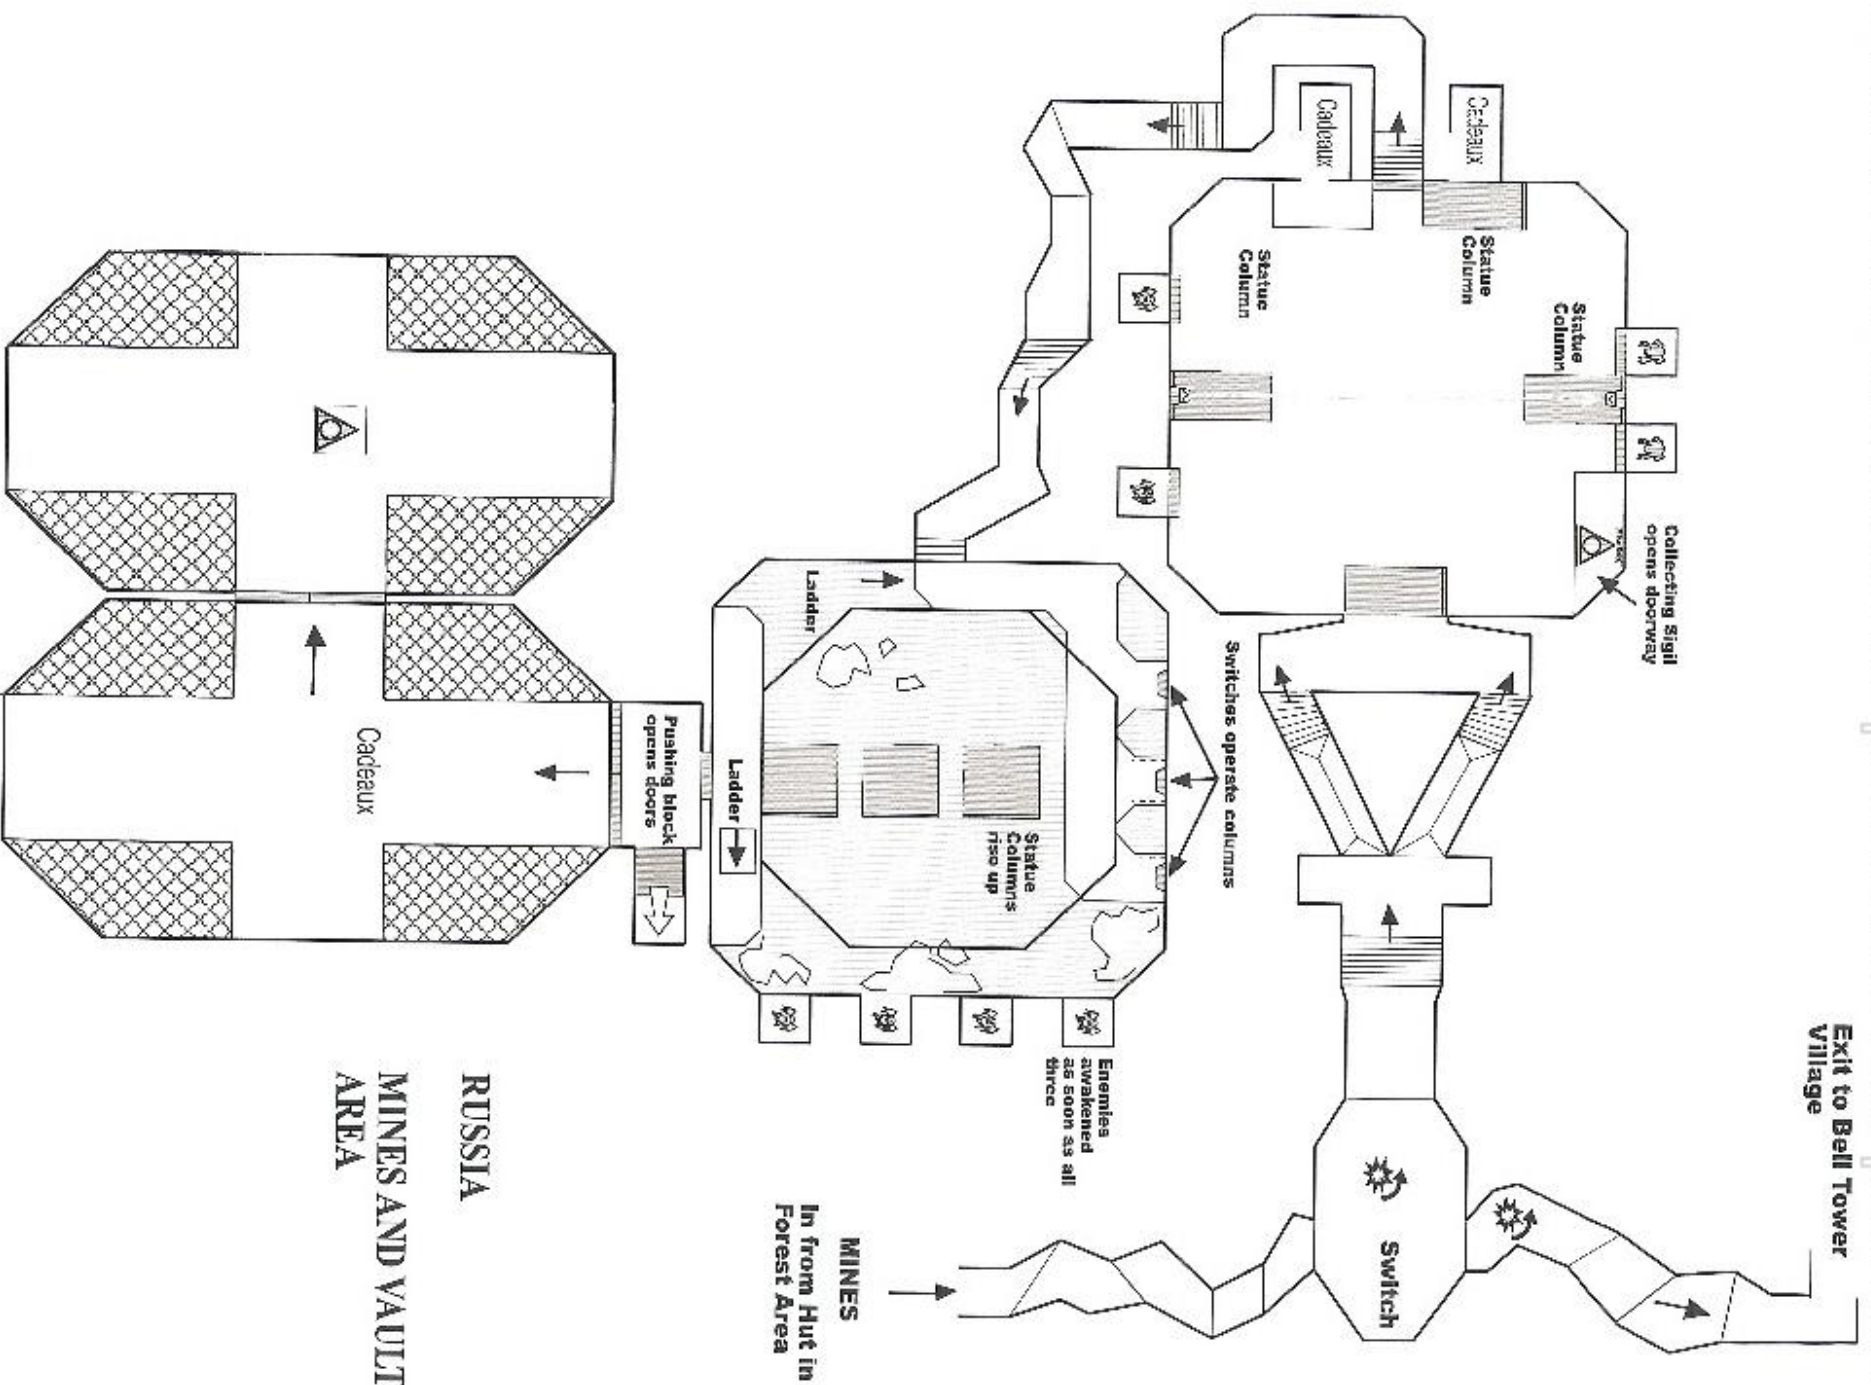 Exit to Bell Tower
Village
Collecting Sigil
opens doorway
Cadeaux
Statue
Column
Statue
Column
Cadeaux
Statue
Column
Switch
Switches operate columns
Enemies
awakened
as soon as all
three
Statue
Columns
rise up
Ladder
Ladder
MINES
In from Hut in
Forest Area
Pushing block
opens doors
Cadeaux
RUSSIA
MINES AND VAULT
AREA